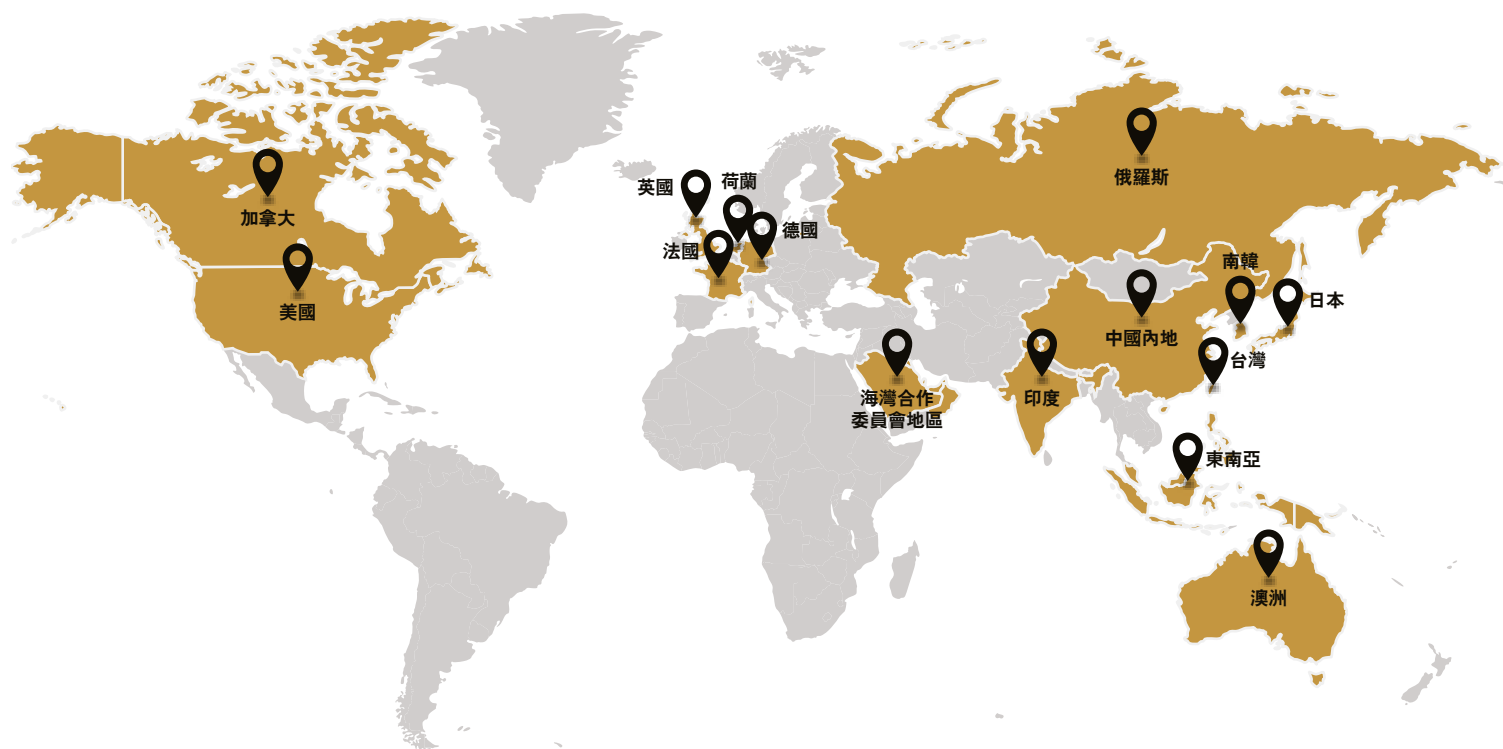 俄羅斯
英國
荷蘭
加拿大
德國
法國
南韓
日本
美國
中國內地
台灣
海灣合作
委員會地區
印度
東南亞
澳洲